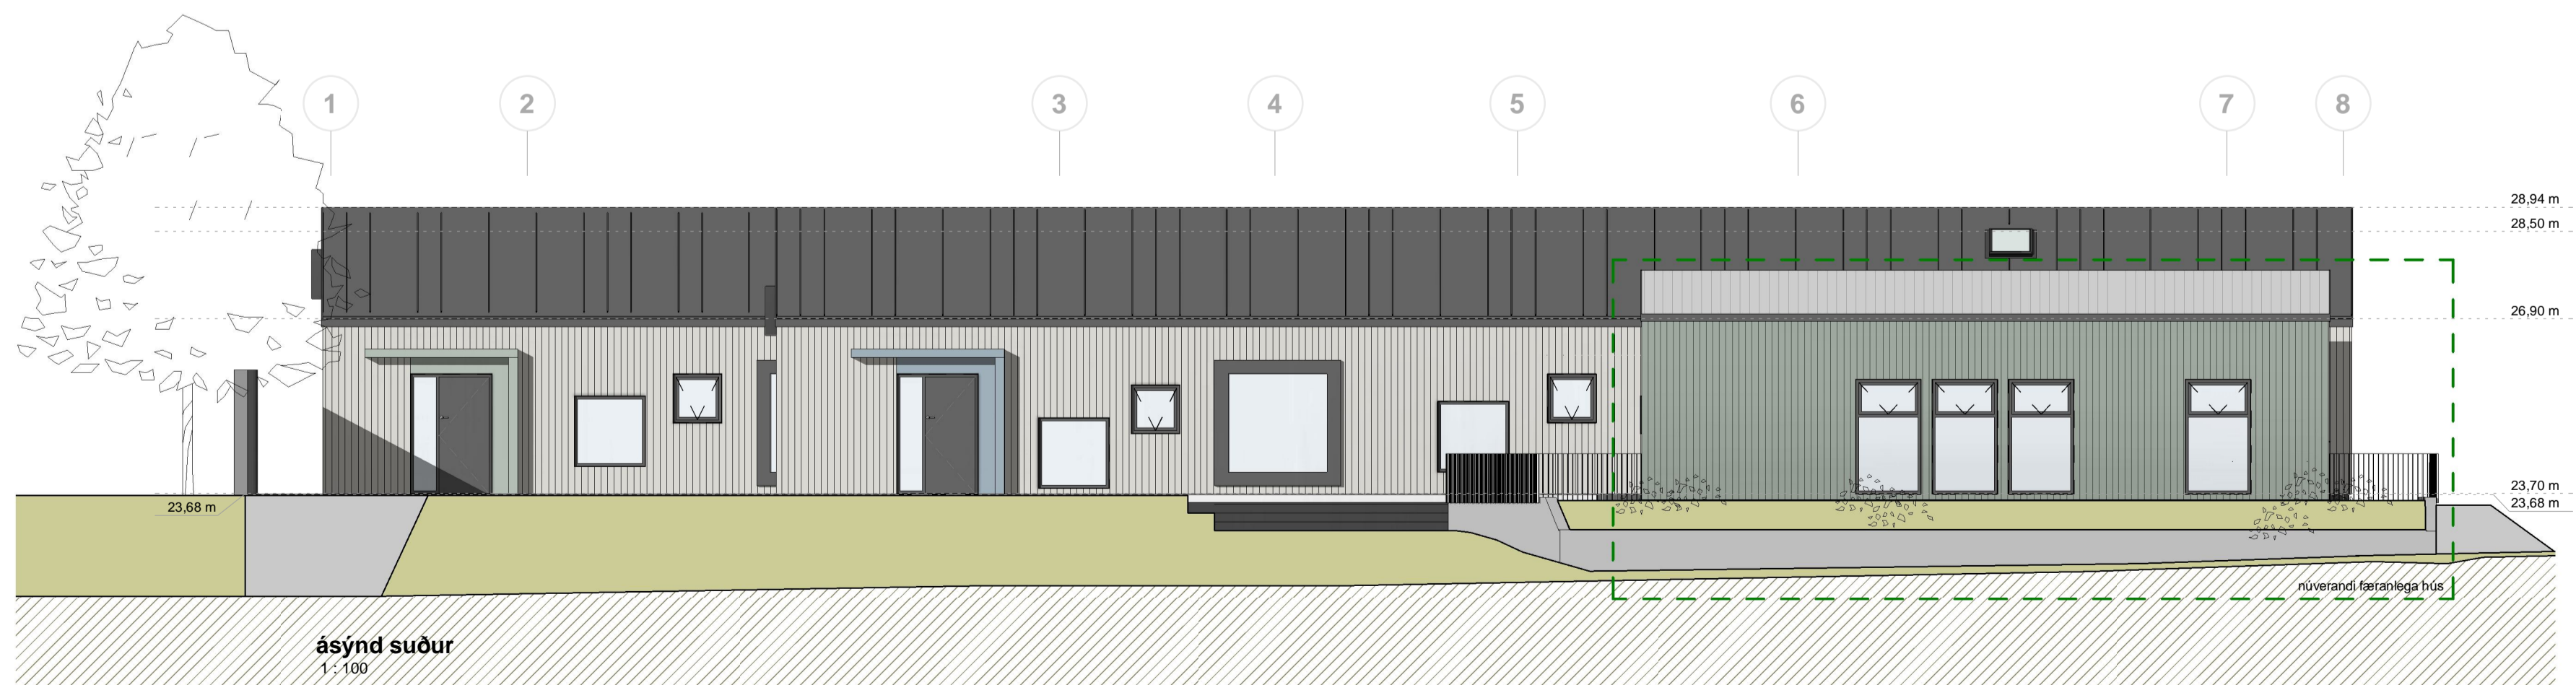 1 2 3 4 5 6 7 8
28,94 m
28,50 m
26,90 m
23,70 m
23,68 m
23,68 m
núverandi færanlega hús
ásýnd suður
1 : 100